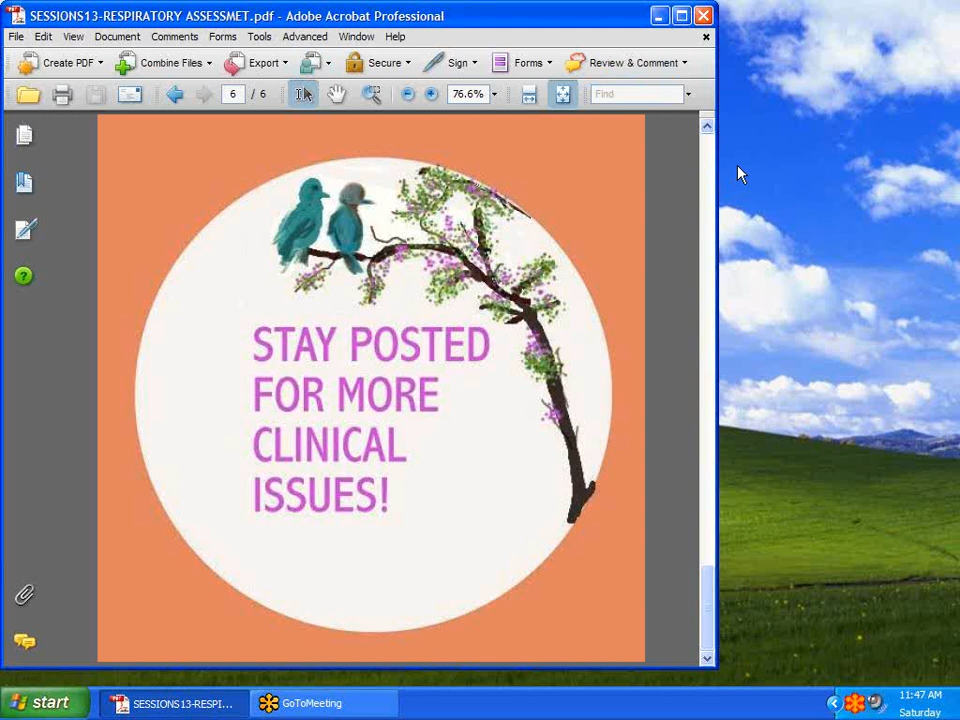 SESSIONS13-RESPIRATORY ASSESSMET.pdf - Adobe Acrobat Professional
File Edit View Document Comments Forms Tools Advanced Window Help
Create PDF Combine Files Export Secure Sign Forms Review & Comment
6 / 6 76.6% Find
STAY POSTED
FOR MORE
CLINICAL
ISSUES!
start SESSIONS13-RESPI... GoToMeeting 11:47 AM
Saturday